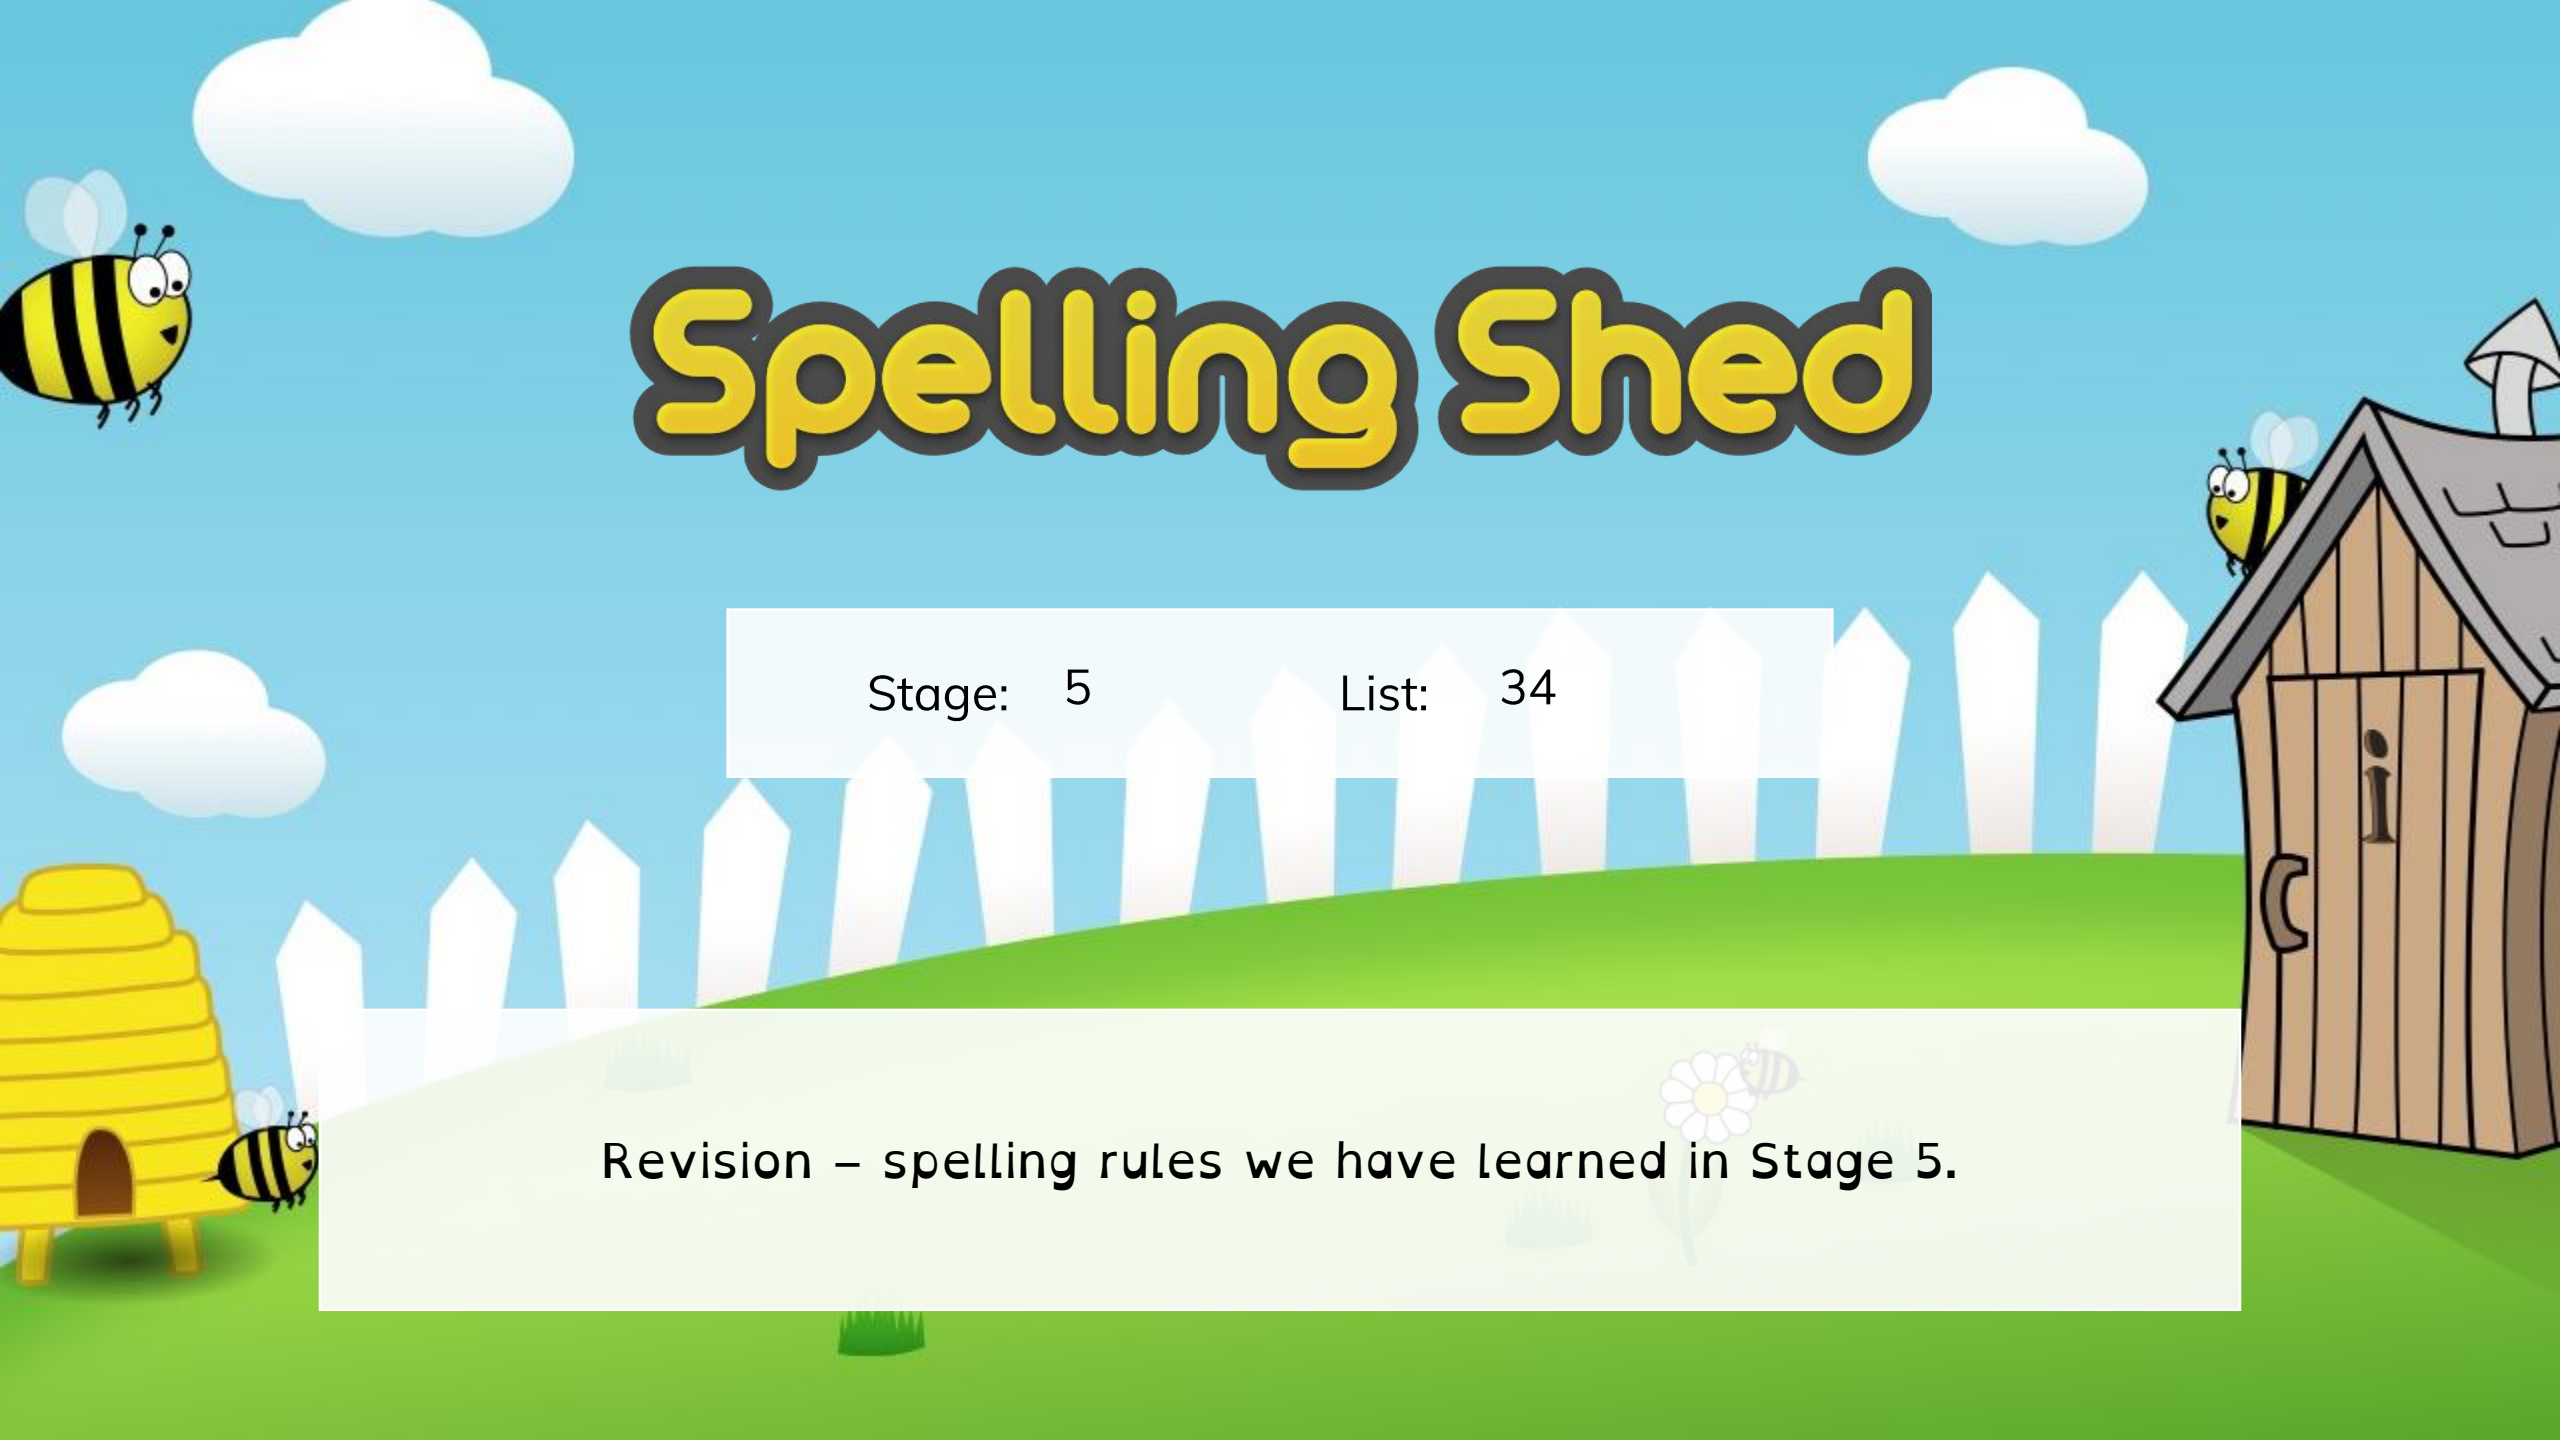 Spelling Shed
Stage: 5 List: 34
i
Revision – spelling rules we have learned in Stage 5.